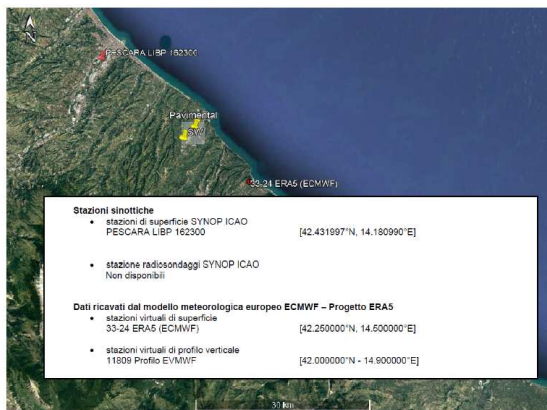 N
PESCARA LIBP 162300
Pavimental
33-24 ERA5 (ECMWF)
Stazioni sinottiche
• stazioni di superficie SYNOP ICAO
PESCARA LIBP 162300 [42.431997°N, 14.180990°E]
• stazione radiosondaggi SYNOP ICAO
Non disponibili
Dati ricavati dal modello meteorologica europeo ECMWF – Progetto ERA5
• stazioni virtuali di superficie
33-24 ERA5 (ECMWF) [42.250000°N, 14.500000°E]
• stazioni virtuali di profilo verticale
11809 Profilo EVMWF [42.000000°N - 14.900000°E]
30 km